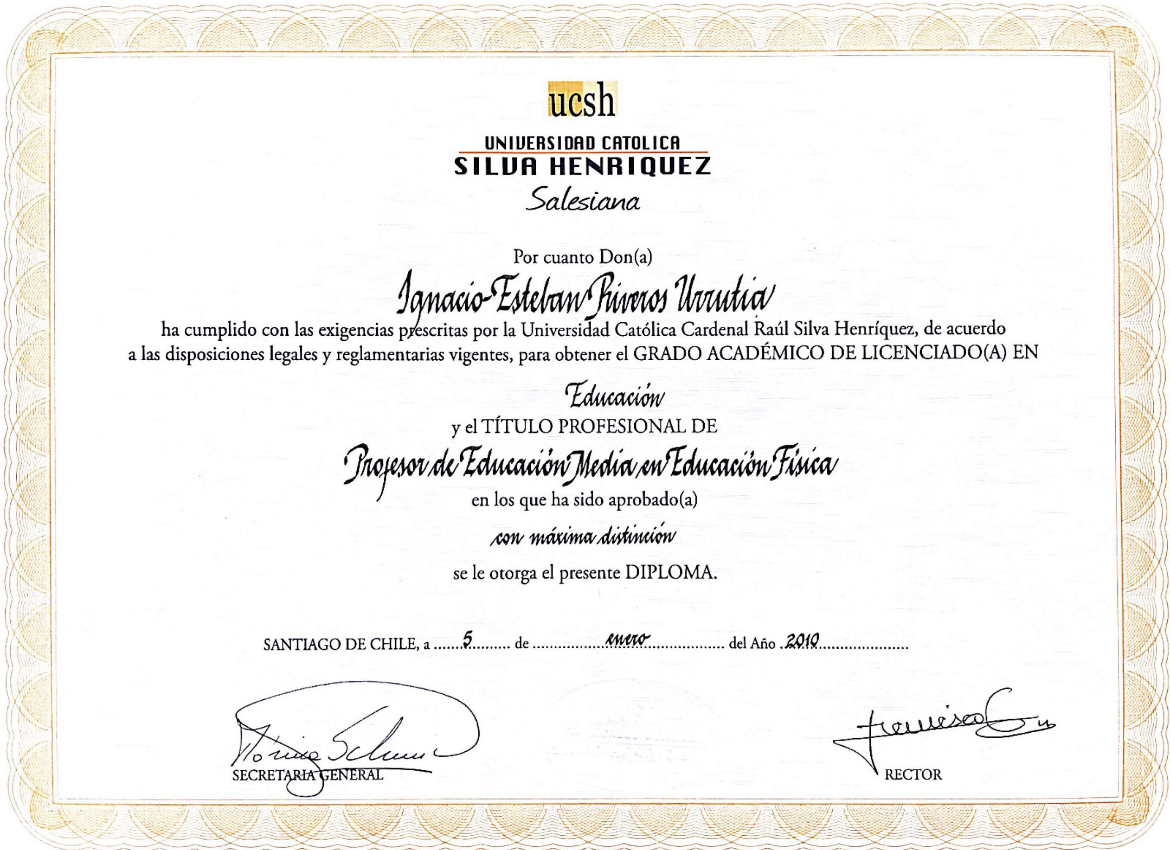 ucsh
UNIVERSIDAD CATOLICA
SILVA HENRIQUEZ
Salesiana
Por cuanto Don(a)
Ignacio Esteban Riveros Urrutia
ha cumplido con las exigencias prescritas por la Universidad Católica Cardenal Raúl Silva Henríquez, de acuerdo
a las disposiciones legales y reglamentarias vigentes, para obtener el GRADO ACADÉMICO DE LICENCIADO(A) EN
Educación
y el TÍTULO PROFESIONAL DE
Profesor de Educación Media en Educación Física
en los que ha sido aprobado(a)
con máxima distinción
se le otorga el presente DIPLOMA.
SANTIAGO DE CHILE, a ......5.......... de ....................enero..................... del Año .2010.........................
SECRETARIA GENERAL
RECTOR